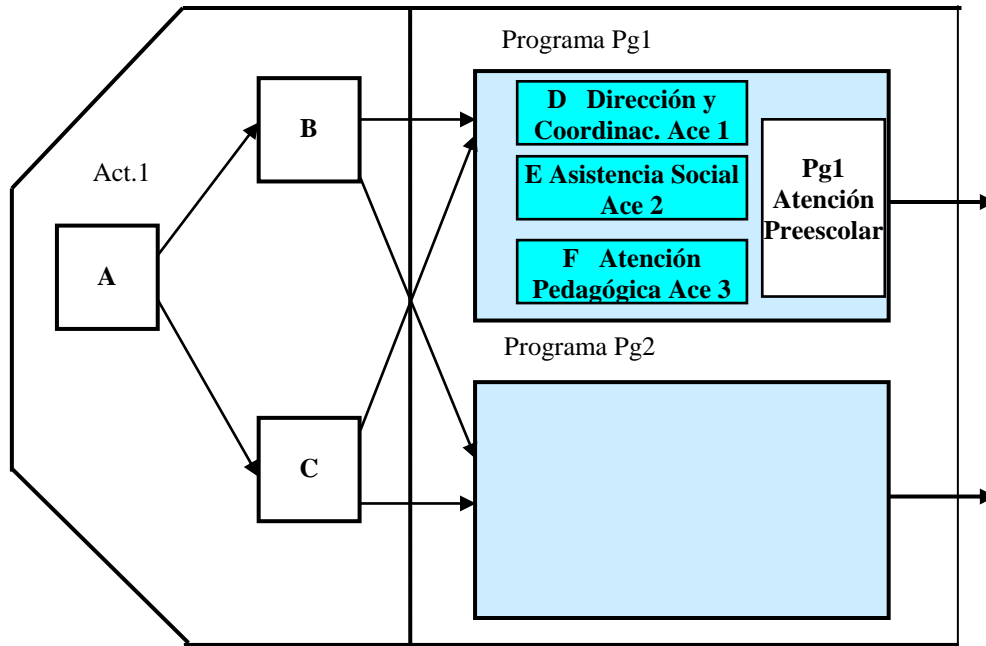 Programa Pg1
D Dirección y
Coordinac. Ace 1
B
E Asistencia Social
Ace 2
Pg1
Atención
Preescolar
Act.1
A
F Atención
Pedagógica Ace 3
Programa Pg2
C